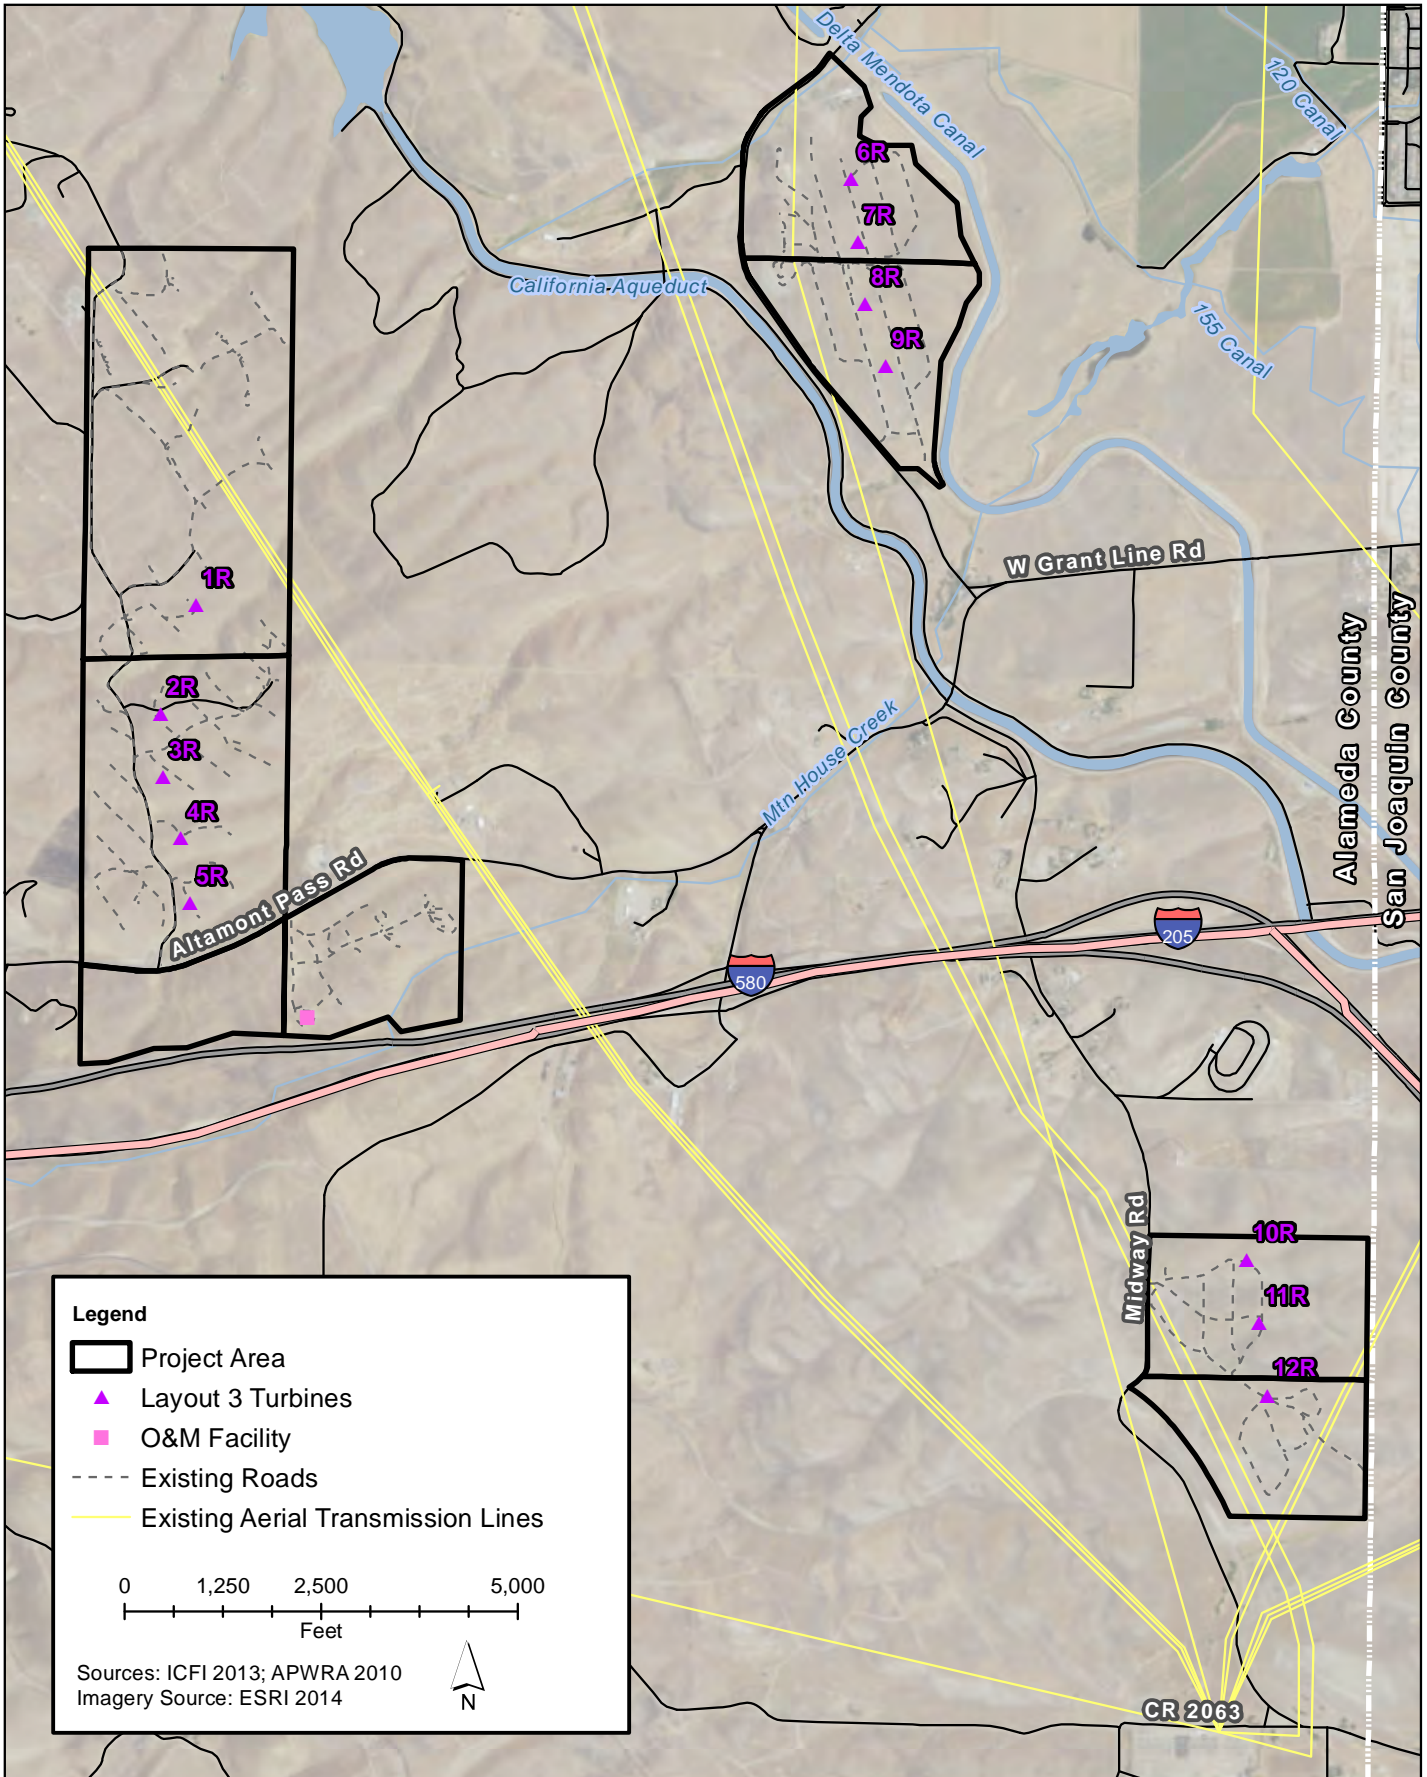 Delta Mendota Canal
120 Canal
6R
7R
California Aqueduct
8R
155 Canal
9R
W Grant Line Rd
1R
Alameda County
San Joaquin County
2R
3R
Mtn House Creek
4R
5R
Altamont Pass Rd
205
580
Midway Rd
10R
11R
12R
Legend
Project Area
Layout 3 Turbines
O&M Facility
Existing Roads
Existing Aerial Transmission Lines
0 1,250 2,500 5,000
Feet
Sources: ICFI 2013; APWRA 2010
Imagery Source: ESRI 2014
N
CR 2063